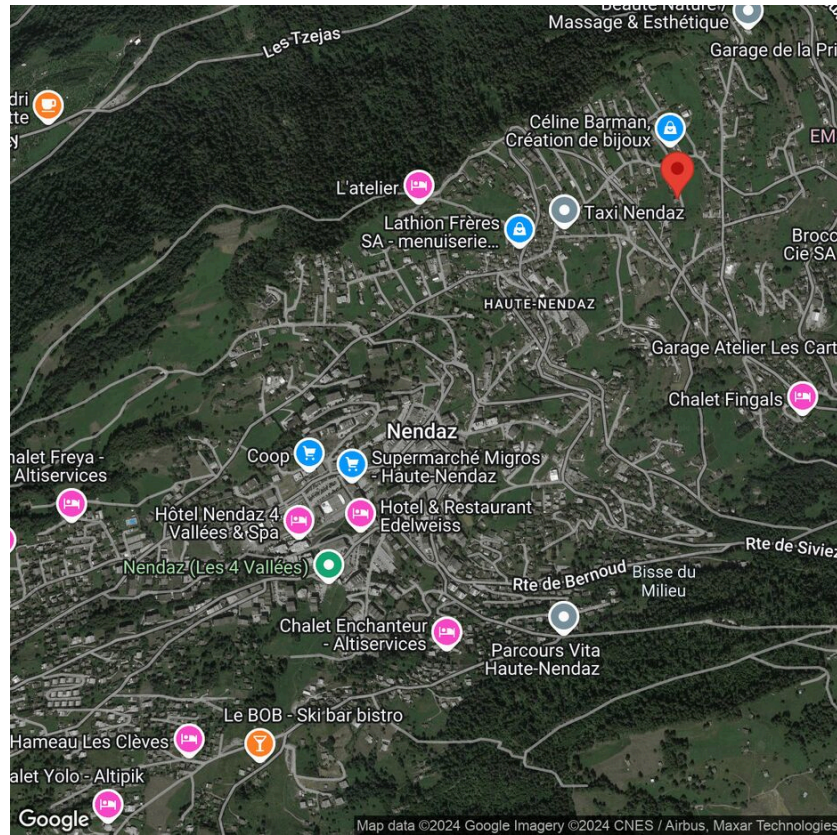 Beauté Nature /
Massage & Esthétique
Les Tzejas
Garage de la Pri
dri
tte
ey
Céline Barman,
Création de bijoux
EM
L'atelier
Taxi Nendaz
Lathion Frères
SA - menuiserie...
Broco
Cie SA
HAUTE-NENDAZ
Garage Atelier Les Cart
Chalet Fingals
Nendaz
Coop
Supermarché Migros
- Haute-Nendaz
halet Freya -
Altiservices
Hôtel Nendaz 4
Vallées & Spa
Hotel & Restaurant
Edelweiss
Rte de Siviez
Nendaz (Les 4 Vallées)
Rte de Bernoud
Bisse du
Milieu
Chalet Enchanteur
- Altiservices
Parcours Vita
Haute-Nendaz
Le BOB - Ski bar bistro
Hameau Les Clèves
alet Yolo - Altipik
Google
Map data ©2024 Google Imagery ©2024 CNES / Airbus, Maxar Technologies